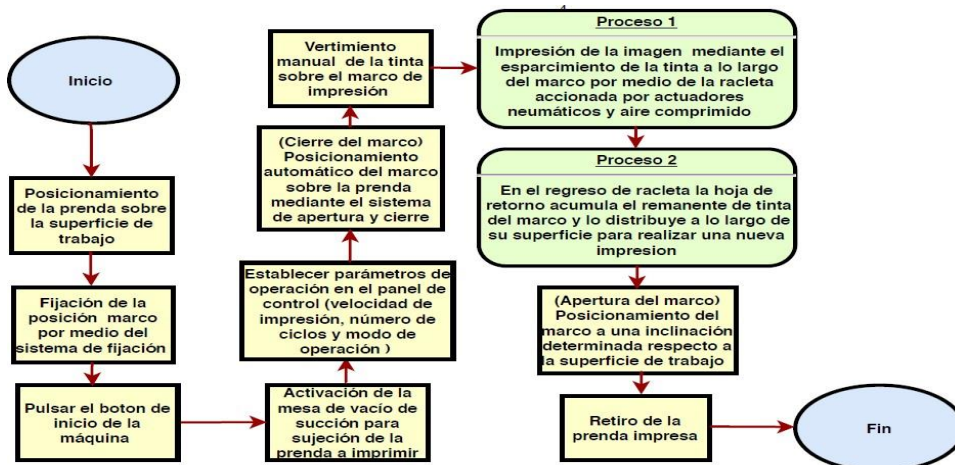 Inicio
Posicionamiento
de la prenda sobre
la superficie de
trabajo
Fijación de la
posición marco
por medio del
sistema de fijación
Pulsar el boton de
inicio de la
máquina
Activación de la
mesa de vacío de
succión para
sujeción de la
prenda a imprimir
Establecer parámetros de
operación en el panel de
control (velocidad de
impresión, número de
ciclos y modo de
operación )
(Cierre del marco)
Posicionamiento
automático del marco
sobre la prenda
mediante el sistema
de apertura y cierre
Vertimiento
manual de la tinta
sobre el marco de
impresión
Proceso 1
Impresión de la imagen mediante el
esparcimiento de la tinta a lo largo
del marco por medio de la racleta
accionada por actuadores
neumáticos y aire comprimido
Proceso 2
En el regreso de racleta la hoja de
retorno acumula el remanente de tinta
del marco y lo distribuye a lo largo de
su superficie para realizar una nueva
impresion
(Apertura del marco)
Posicionamiento del
marco a una inclinación
determinada respecto a
la superficie de trabajo
Retiro de la
prenda impresa
Fin